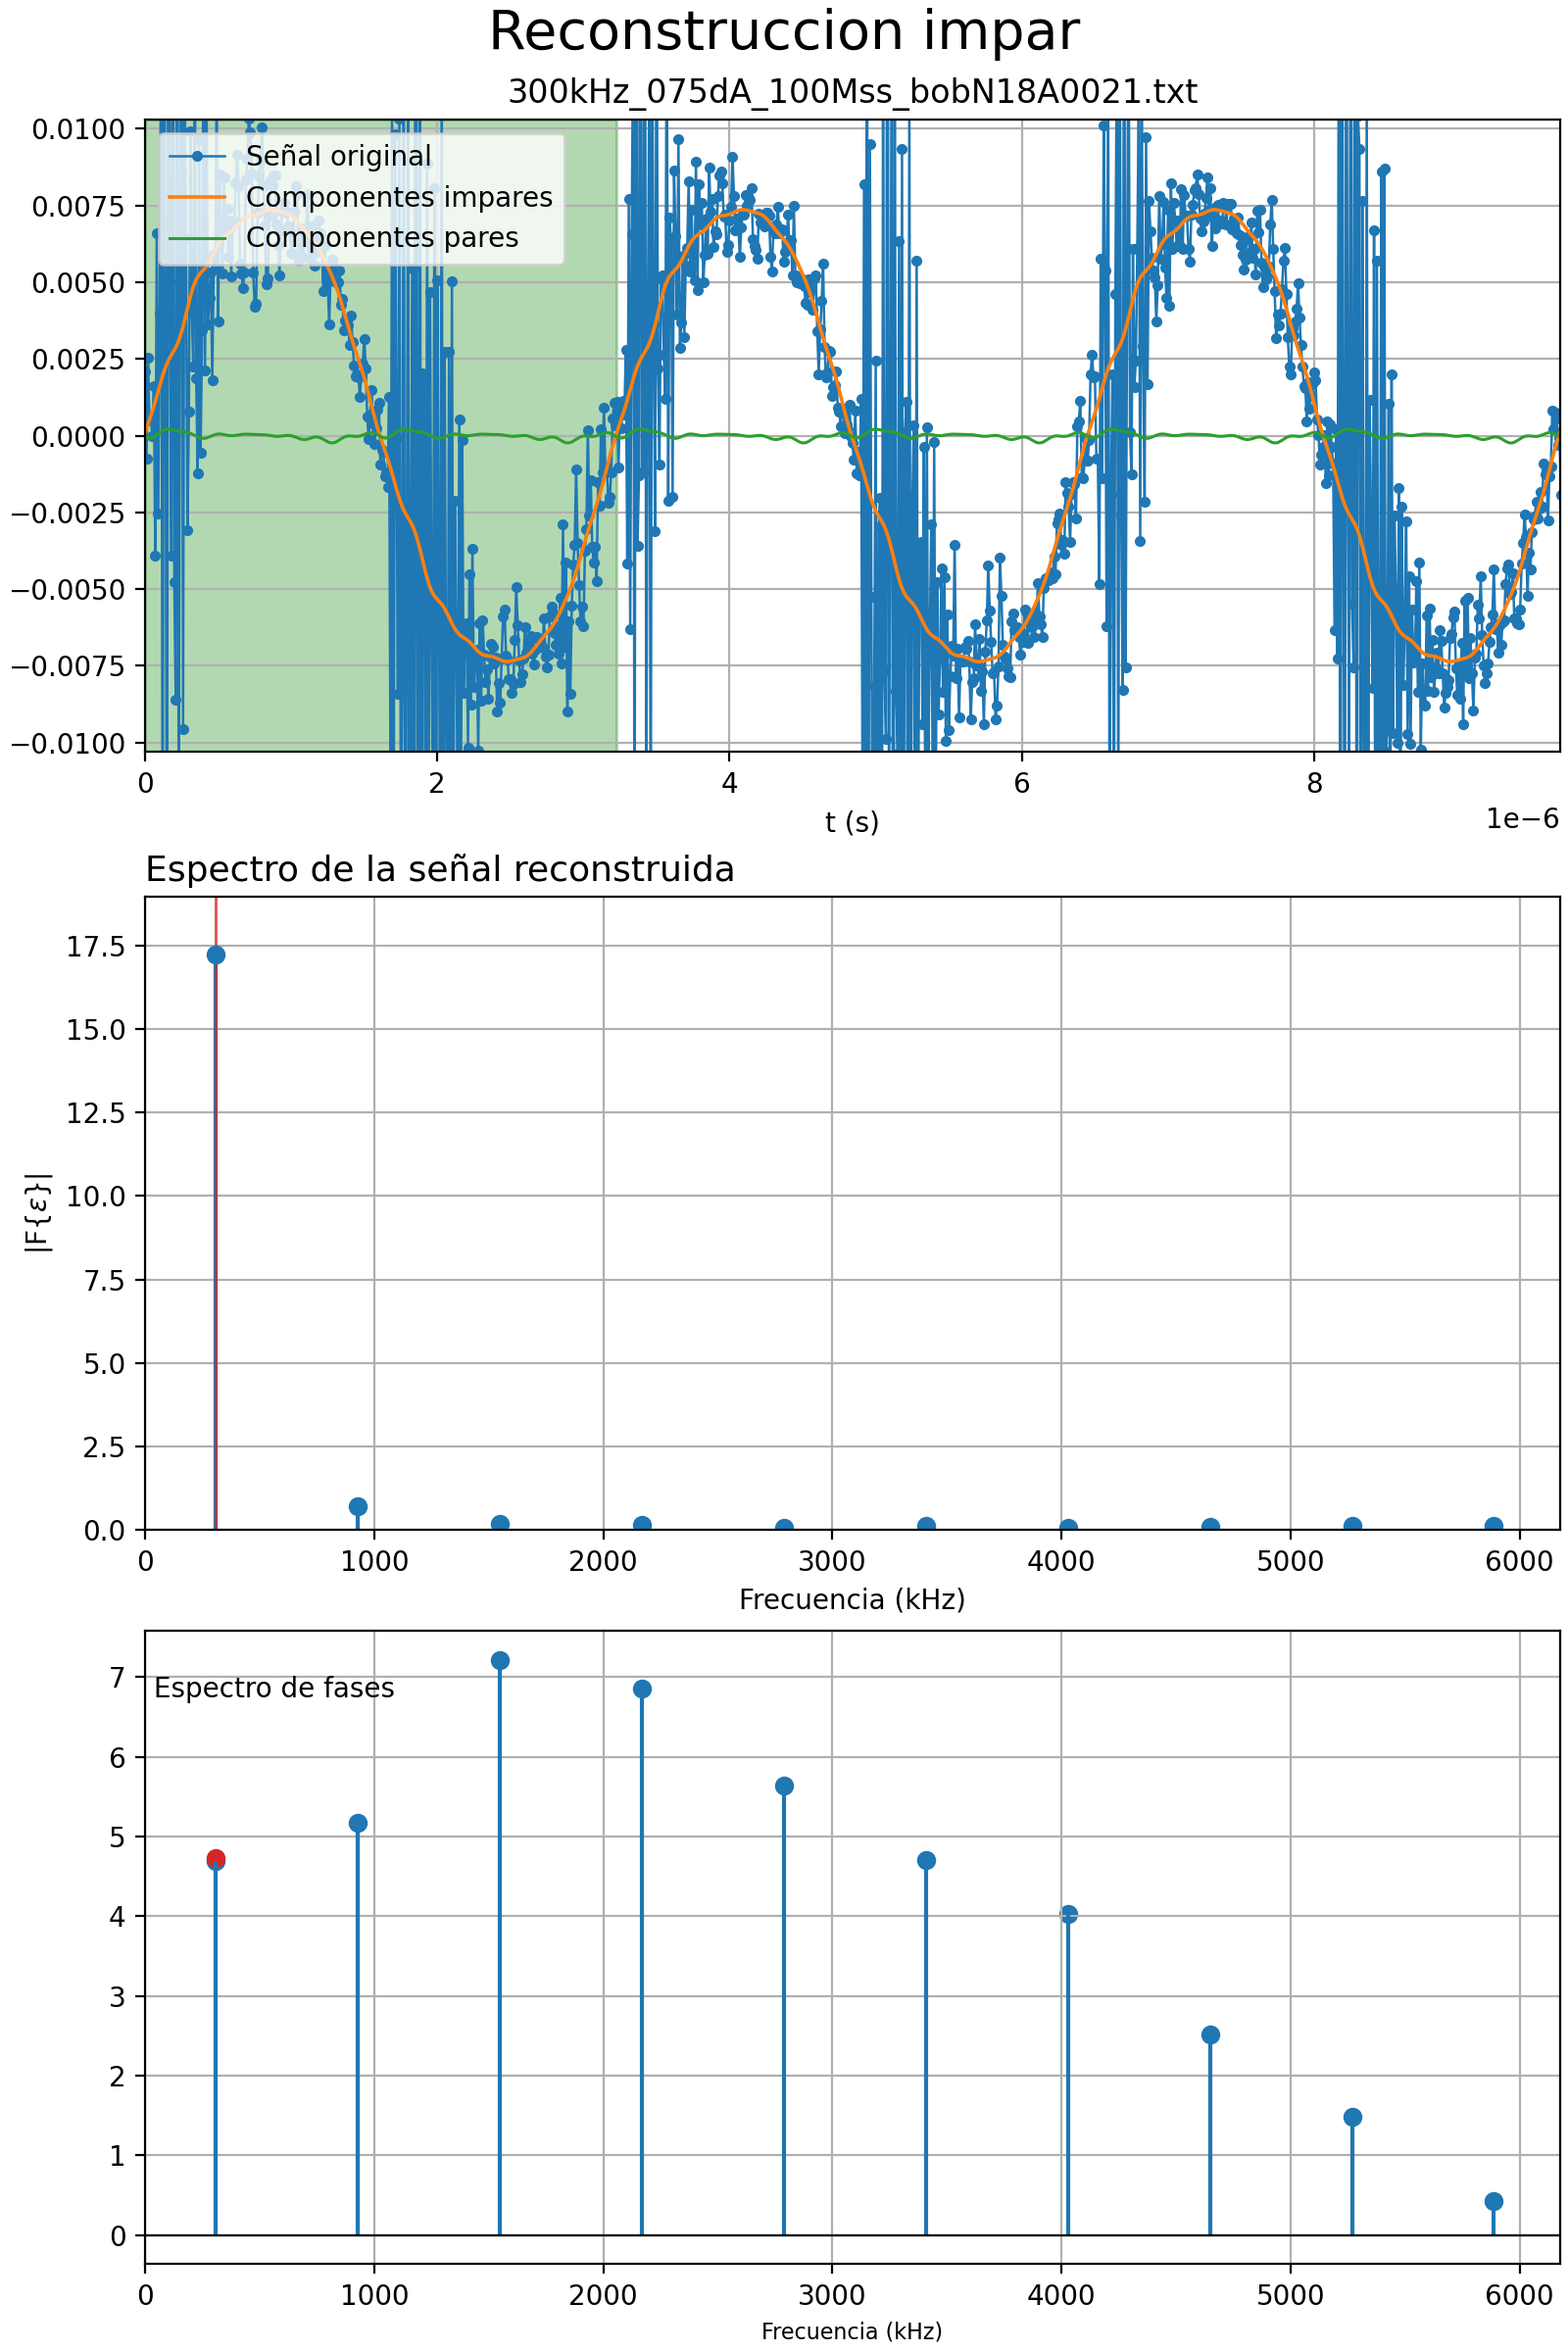 Reconstruccion impar
300kHz_075dA_100Mss_bobN18A0021.txt
Señal original
Componentes impares
Componentes pares
0.0100
0.0075
0.0050
0.0025
0.0000
−0.0025
−0.0050
−0.0075
−0.0100
0 2 4 6 8
t (s)
1e−6
Espectro de la señal reconstruida
17.5
15.0
12.5
10.0
7.5
5.0
2.5
0.0
|F{ε}|
0 1000 2000 3000 4000 5000 6000
Frecuencia (kHz)
Espectro de fases
7
6
5
4
3
2
1
0
0 1000 2000 3000 4000 5000 6000
Frecuencia (kHz)